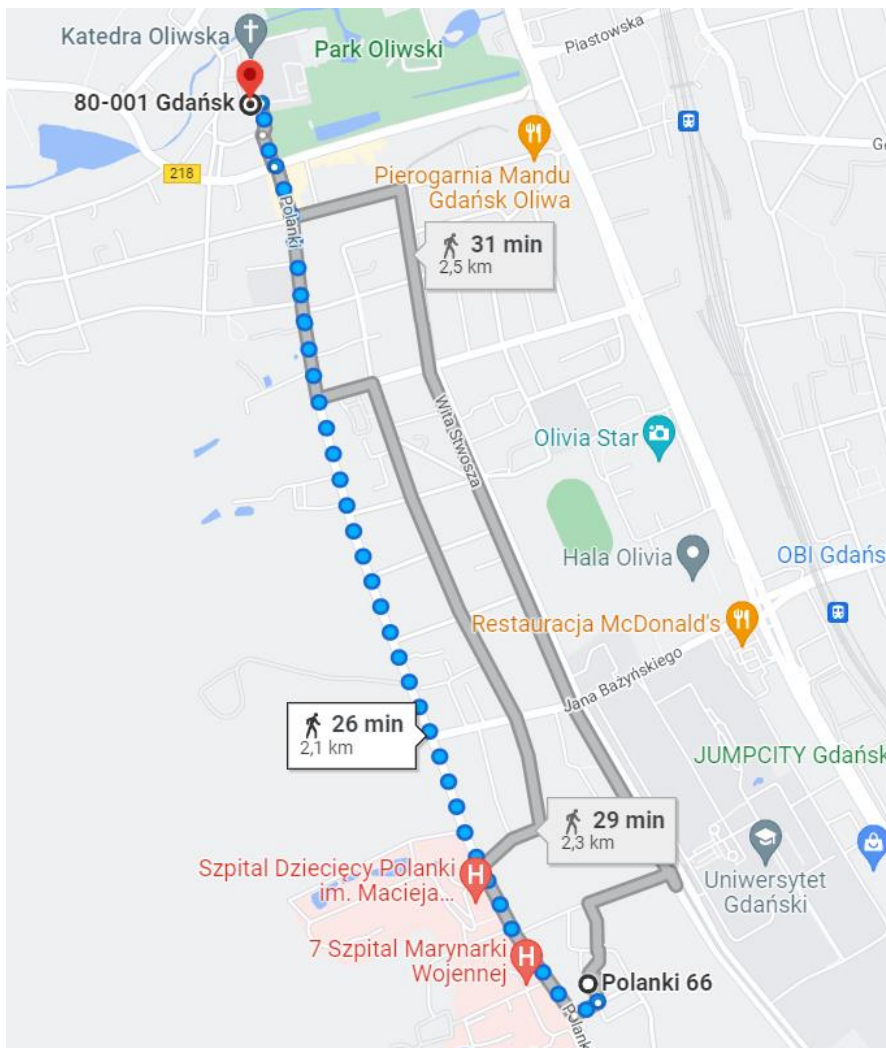 Katedra Oliwska
Park Oliwski
Piastowska
80-001 Gdańsk
218
Pierogarnia Mandu
Gdańsk Oliwa
Polanki
31 min
2,5 km
Wita Stwosza
Olivia Star
Hala Olivia
OBI Gdańs
Restauracja McDonald's
Jana Bażyńskiego
26 min
2,1 km
JUMPCITY Gdańsk
29 min
2,3 km
Szpital Dziecięcy Polanki
im. Macieja...
H
Uniwersytet
Gdański
7 Szpital Marynarki
Wojennej
H
Polanki 66
Polank